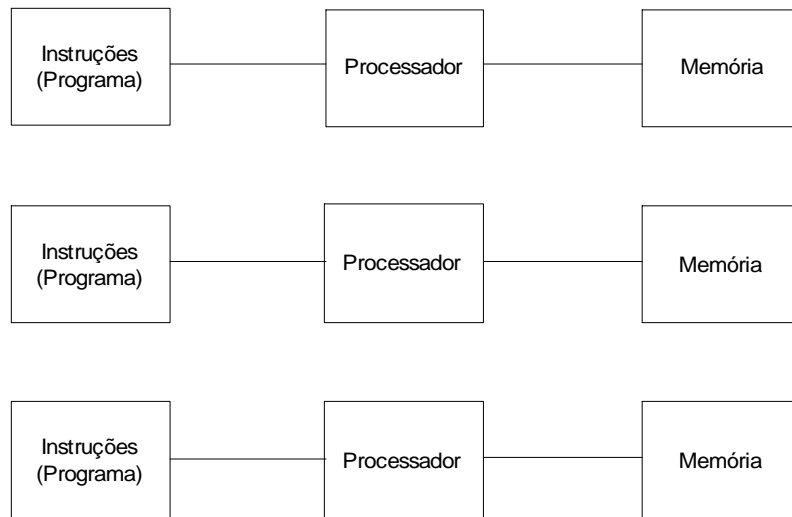 Instruções
(Programa)
Processador
Memória
Instruções
(Programa)
Processador
Memória
Instruções
(Programa)
Processador
Memória